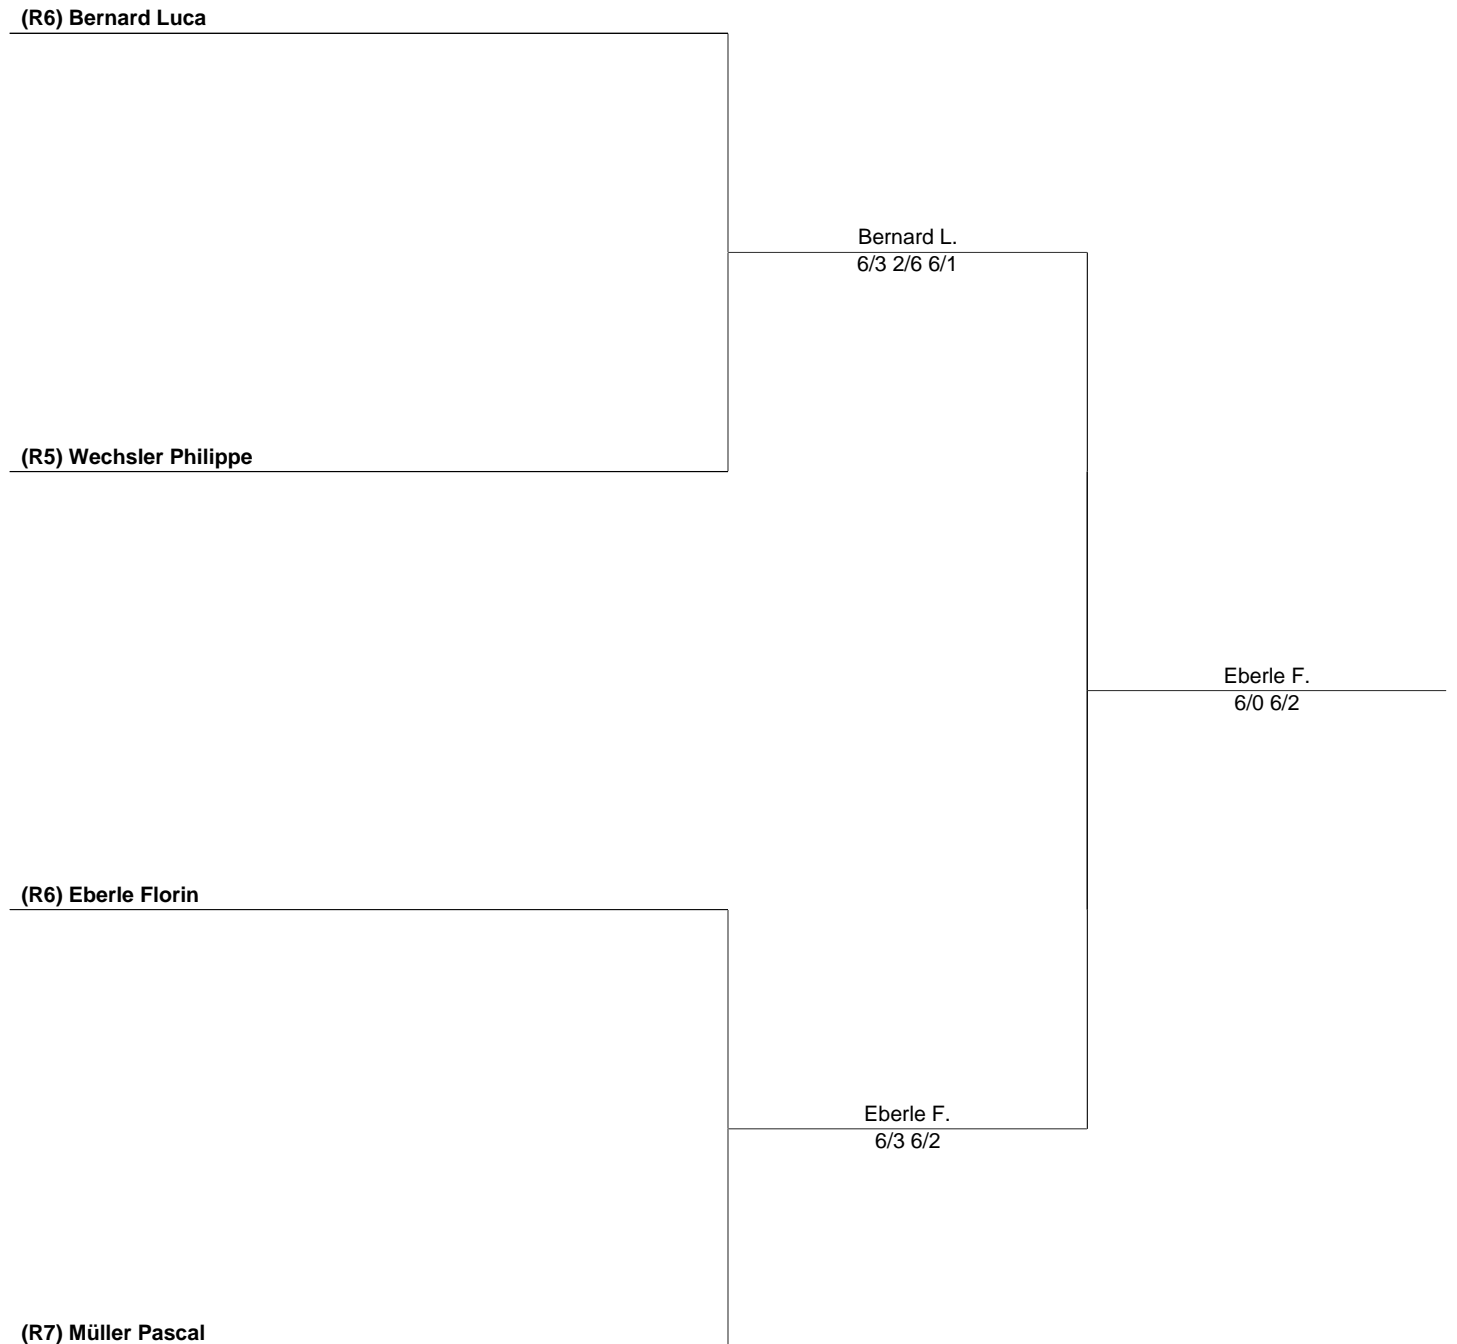 (R6) Bernard Luca
Bernard L.
6/3 2/6 6/1
(R5) Wechsler Philippe
Eberle F.
6/0 6/2
(R6) Eberle Florin
Eberle F.
6/3 6/2
(R7) Müller Pascal